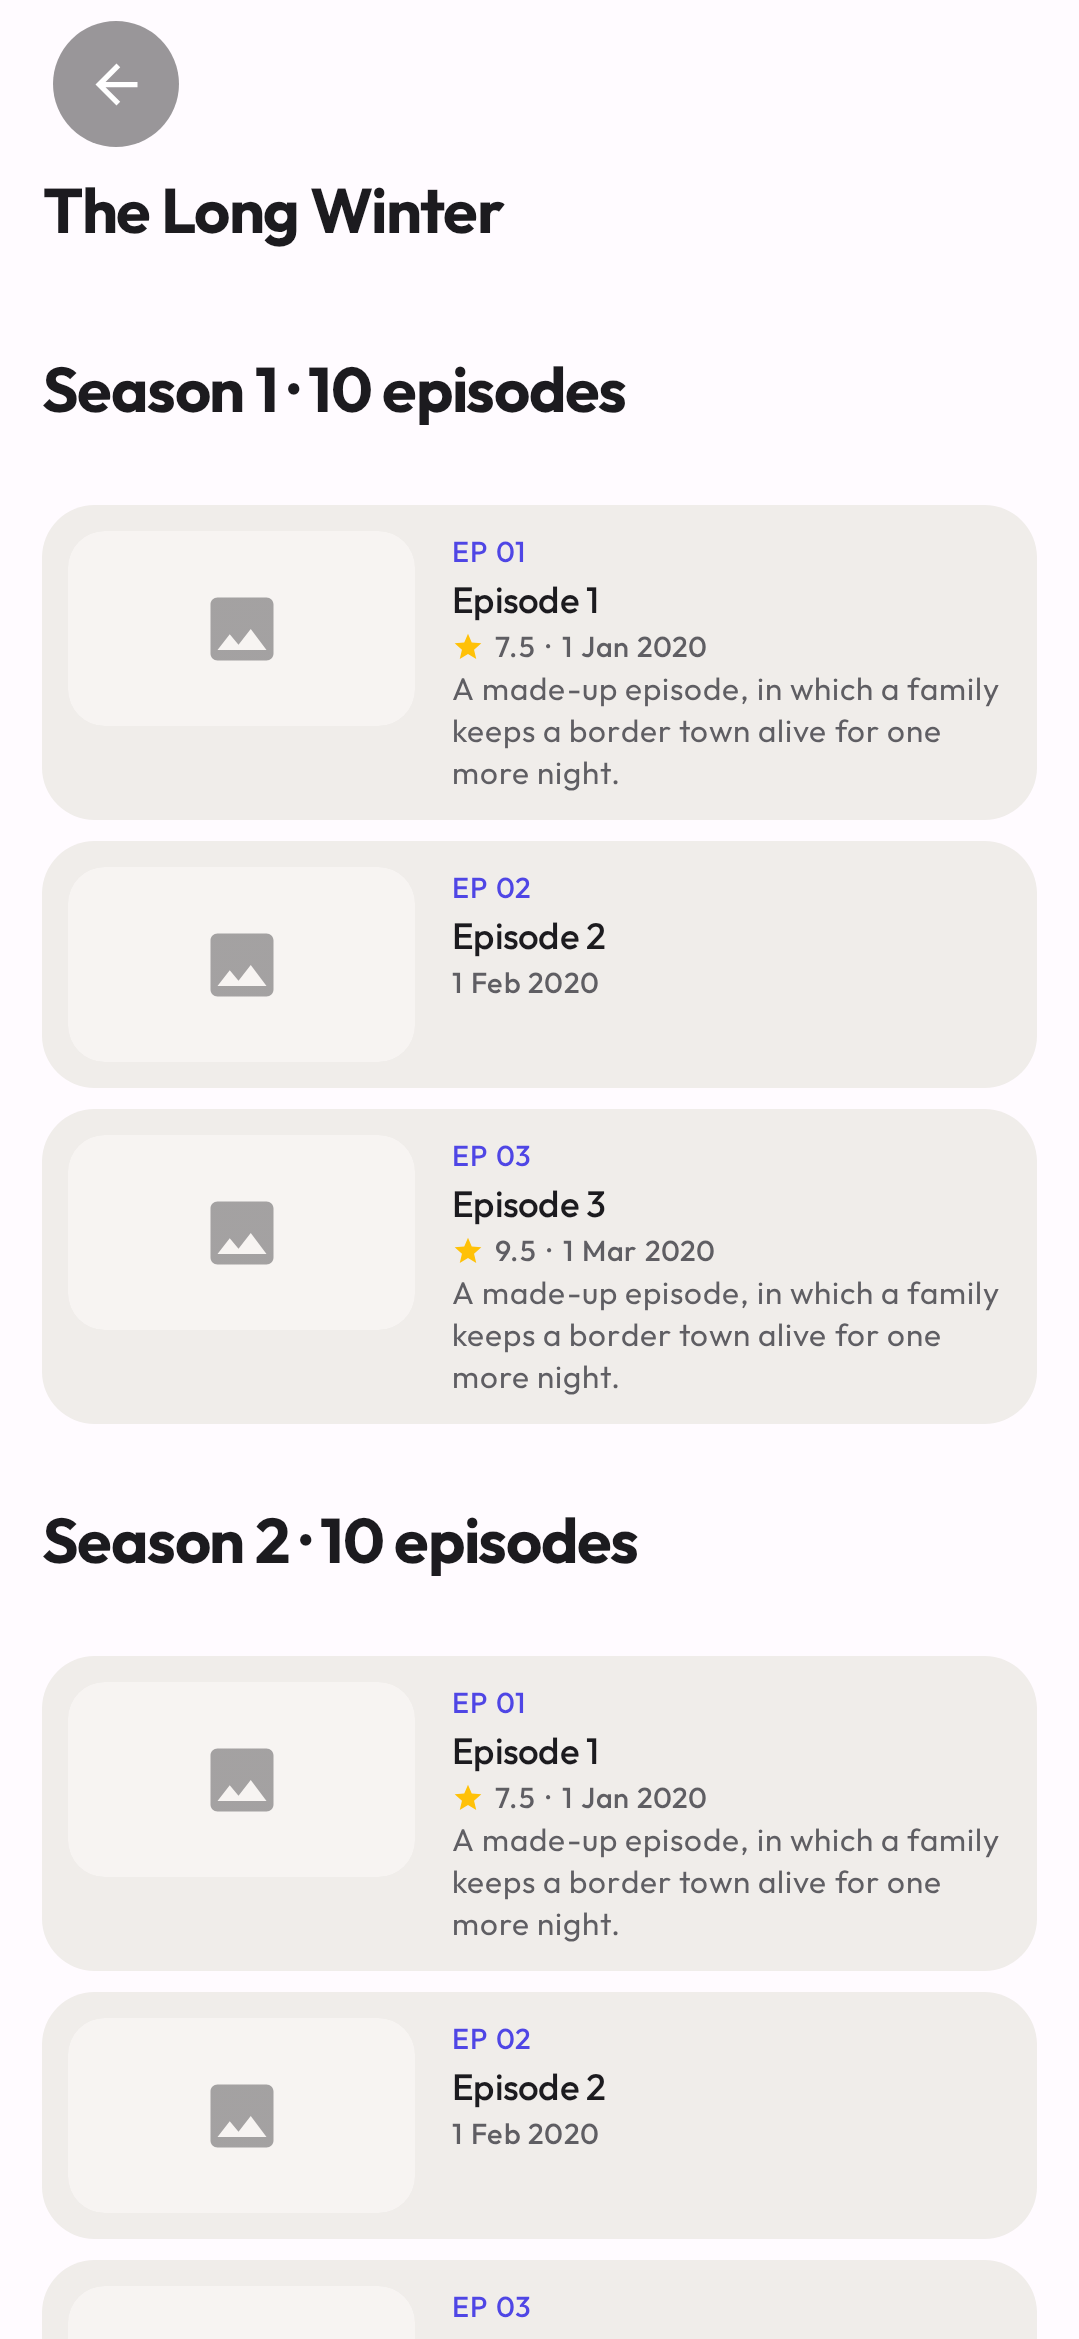 The Long Winter
Season 1 · 10 episodes
EP 01
Episode 1
7.5 · 1 Jan 2020
A made-up episode, in which a family
keeps a border town alive for one
more night.
EP 02
Episode 2
1 Feb 2020
EP 03
Episode 3
9.5 · 1 Mar 2020
A made-up episode, in which a family
keeps a border town alive for one
more night.
Season 2 · 10 episodes
EP 01
Episode 1
7.5 · 1 Jan 2020
A made-up episode, in which a family
keeps a border town alive for one
more night.
EP 02
Episode 2
1 Feb 2020
EP 03